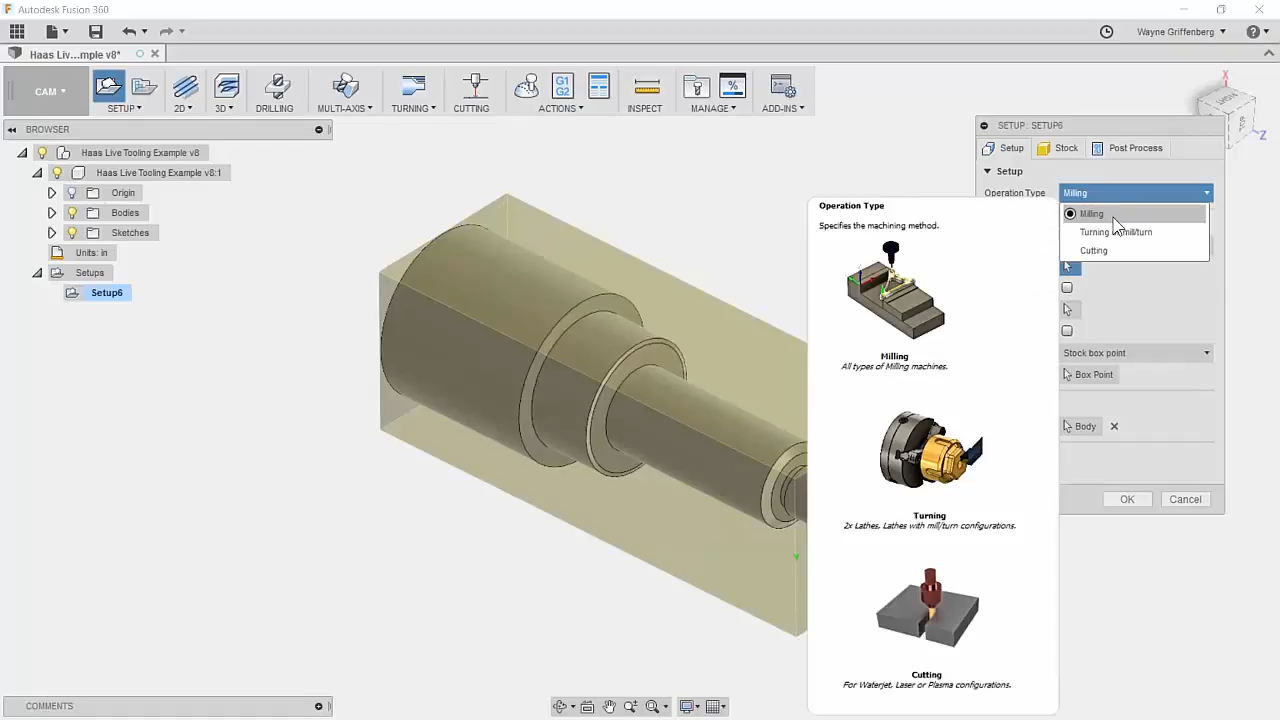 Autodesk Fusion 360
Wayne Griffenberg
Haas Liv...mple v8*
CAM
SETUP
2D
3D
DRILLING
MULTI-AXIS
TURNING
CUTTING
G1
G2
ACTIONS
INSPECT
%
MANAGE
ADD-INS
X
Z
BROWSER
Haas Live Tooling Example v8
Haas Live Tooling Example v8:1
Origin
Bodies
Sketches
Units: in
Setups
Setup6
SETUP : SETUP6
Setup
Stock
Post Process
Setup
Operation Type
Milling
Milling
Turning
mill/turn
Cutting
Stock box point
Box Point
Body
OK
Cancel
Operation Type
Specifies the machining method.
Milling
All types of Milling machines.
Turning
2x Lathes, Lathes with mill/turn configurations.
Cutting
For Waterjet, Laser or Plasma configurations.
Y
COMMENTS